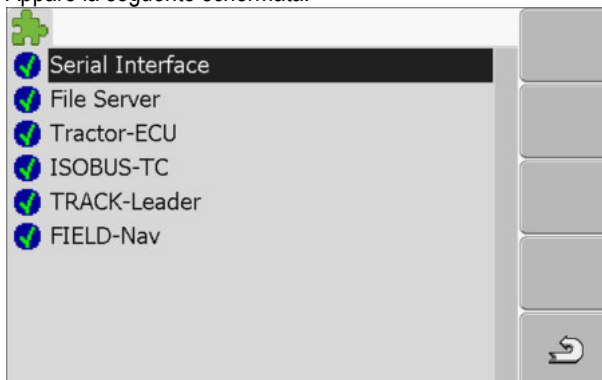 Appare la seguente schermata:
Serial Interface
File Server
Tractor-ECU
ISOBUS-TC
TRACK-Leader
FIELD-Nav